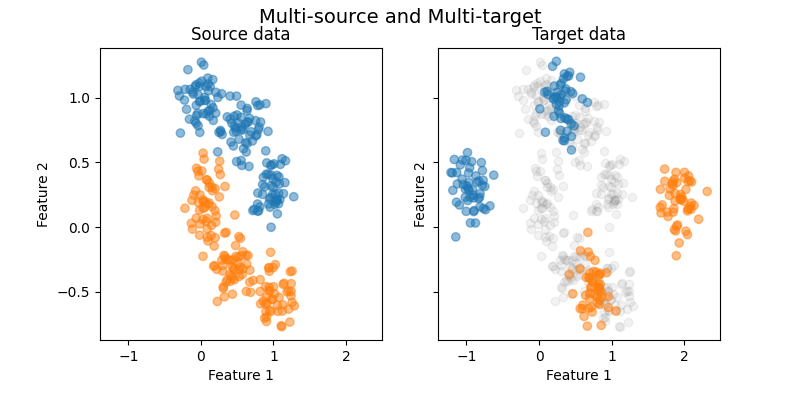 Multi-source and Multi-target
Source data
Target data
Feature 2
1.0
0.5
0.0
−0.5
−1
0
1
2
Feature 1
Feature 2
−1
0
1
2
Feature 1